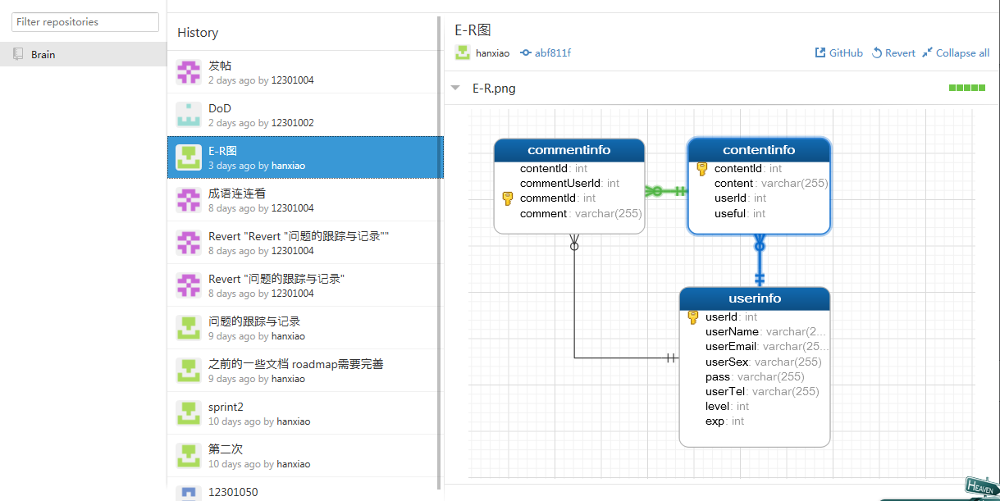 Filter repositories
Brain
History
发帖
2 days ago by 12301004
DoD
2 days ago by 12301002
E-R图
3 days ago by hanxiao
成语连连看
8 days ago by 12301004
Revert "Revert "问题的跟踪与记录""
8 days ago by 12301004
Revert "问题的跟踪与记录"
8 days ago by 12301004
问题的跟踪与记录
9 days ago by hanxiao
之前的一些文档 roadmap需要完善
9 days ago by hanxiao
sprint2
10 days ago by hanxiao
第二次
10 days ago by hanxiao
12301050
E-R图
hanxiao abf811f
GitHub Revert Collapse all
E-R.png
commentinfo
contentId: int
commentUserId: int
commentId: int
comment: varchar(255)
contentinfo
contentId: int
content: varchar(255)
userId: int
useful: int
userinfo
userId: int
userName: varchar(2...
userEmail: varchar(25...
userSex: varchar(255)
pass: varchar(255)
userTel: varchar(255)
level: int
exp: int
HEAVEN